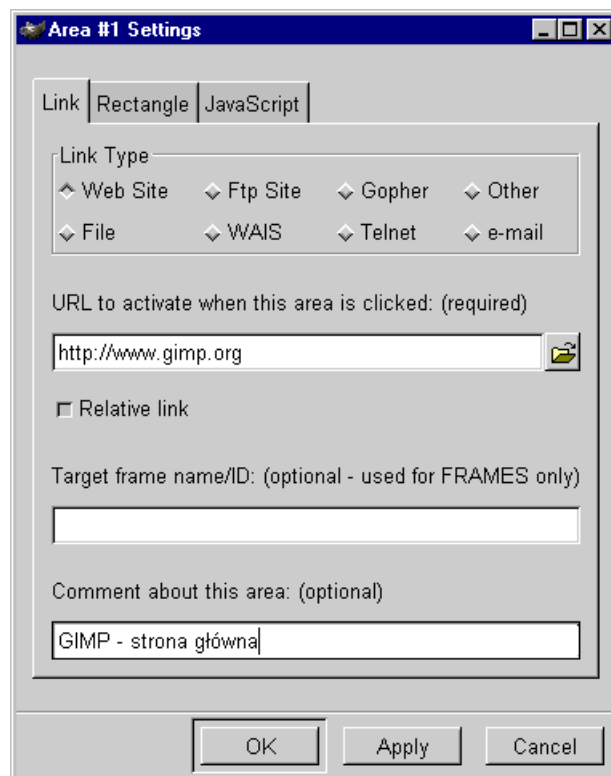 Area #1 Settings
Link Rectangle JavaScript
Link Type
Web Site Ftp Site Gopher Other
File WAIS Telnet e-mail
URL to activate when this area is clicked: (required)
http://www.gimp.org
Relative link
Target frame name/ID: (optional - used for FRAMES only)
Comment about this area: (optional)
GIMP - strona główna
OK Apply Cancel